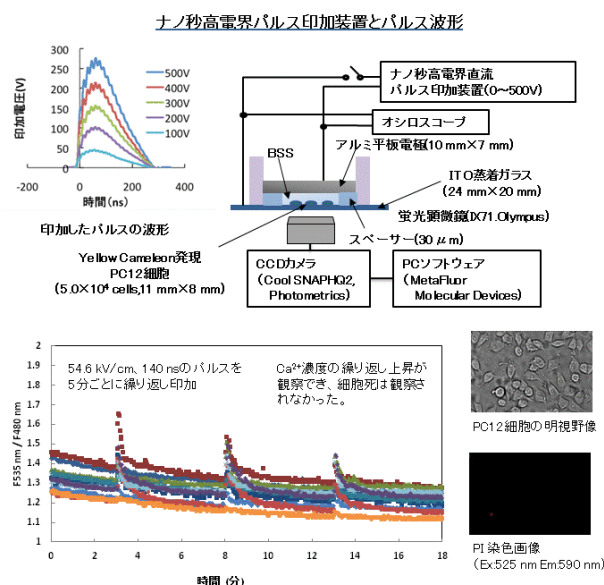 ナノ秒高電界パルス印加装置とパルス波形
印加電圧(V)
300
250
200
150
100
50
0
-200
0
200
400
時間(ns)
500V
400V
300V
200V
100V
印加したパルスの波形
ナノ秒高電界直流
パルス印加装置(0～500V)
オシロスコープ
アルミ平板電極(10 mm×7 mm)
BSS
ITO蒸着ガラス
(24 mm×20 mm)
蛍光顕微鏡(IX71.Olympus)
スペーサー(30μm)
Yellow Cameleon発現
PC12細胞
(5.0×10⁴ cells,11 mm×8 mm)
CCDカメラ
(Cool SNAPHQ2,
Photometrics)
PCソフトウェア
(MetaFluor
Molecular Devices)
F535 nm / F480 nm
2
1.9
1.8
1.7
1.6
1.5
1.4
1.3
1.2
1.1
1
54.6 kV/cm、140 nsのパルスを
5分ごとに繰り返し印加
Ca²⁺濃度の繰り返し上昇が
観察でき、細胞死は観察さ
れなかった。
0
2
4
6
8
10
12
14
16
18
時間 (分)
PC12細胞の明視野像
PI染色画像
(Ex:525 nm Em:590 nm)